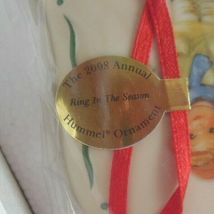 The 2008 Annual
Ring In The Season
Hummel® Ornament